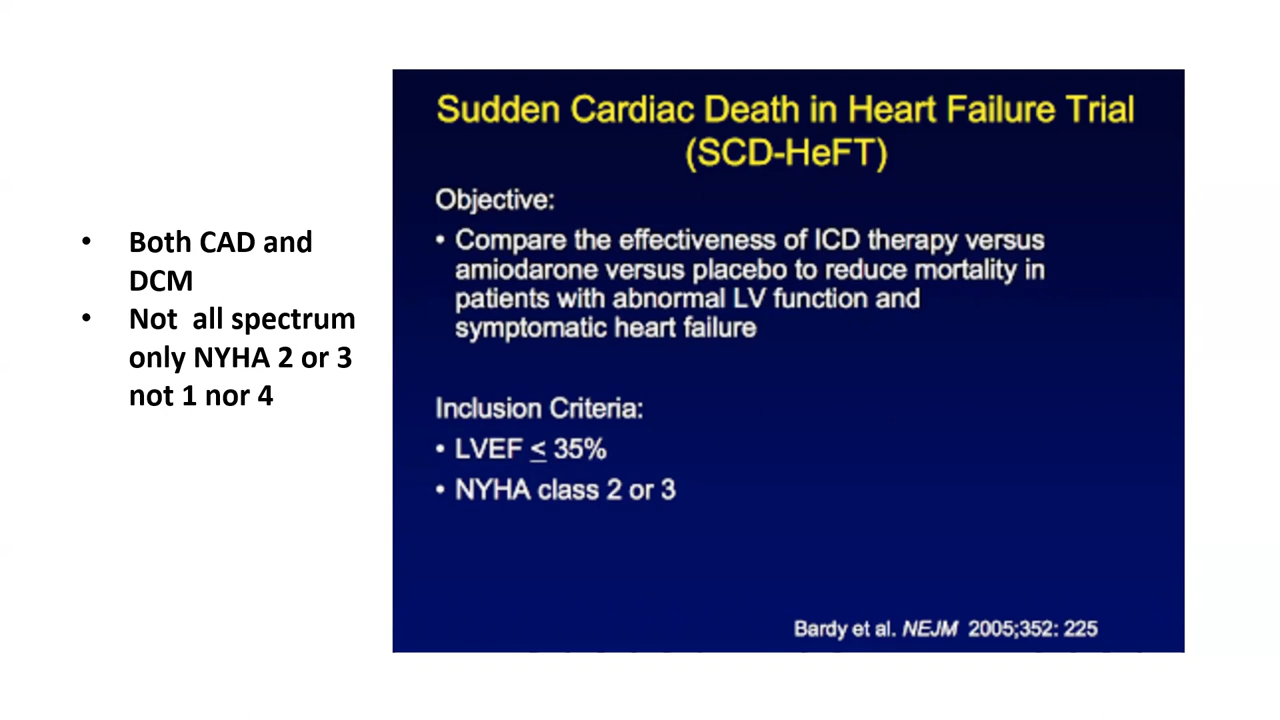 • Both CAD and
DCM
• Not all spectrum
only NYHA 2 or 3
not 1 nor 4
Sudden Cardiac Death in Heart Failure Trial
(SCD-HeFT)
Objective:
• Compare the effectiveness of ICD therapy versus
amiodarone versus placebo to reduce mortality in
patients with abnormal LV function and
symptomatic heart failure
Inclusion Criteria:
• LVEF ≤ 35%
• NYHA class 2 or 3
Bardy et al. NEJM 2005;352: 225